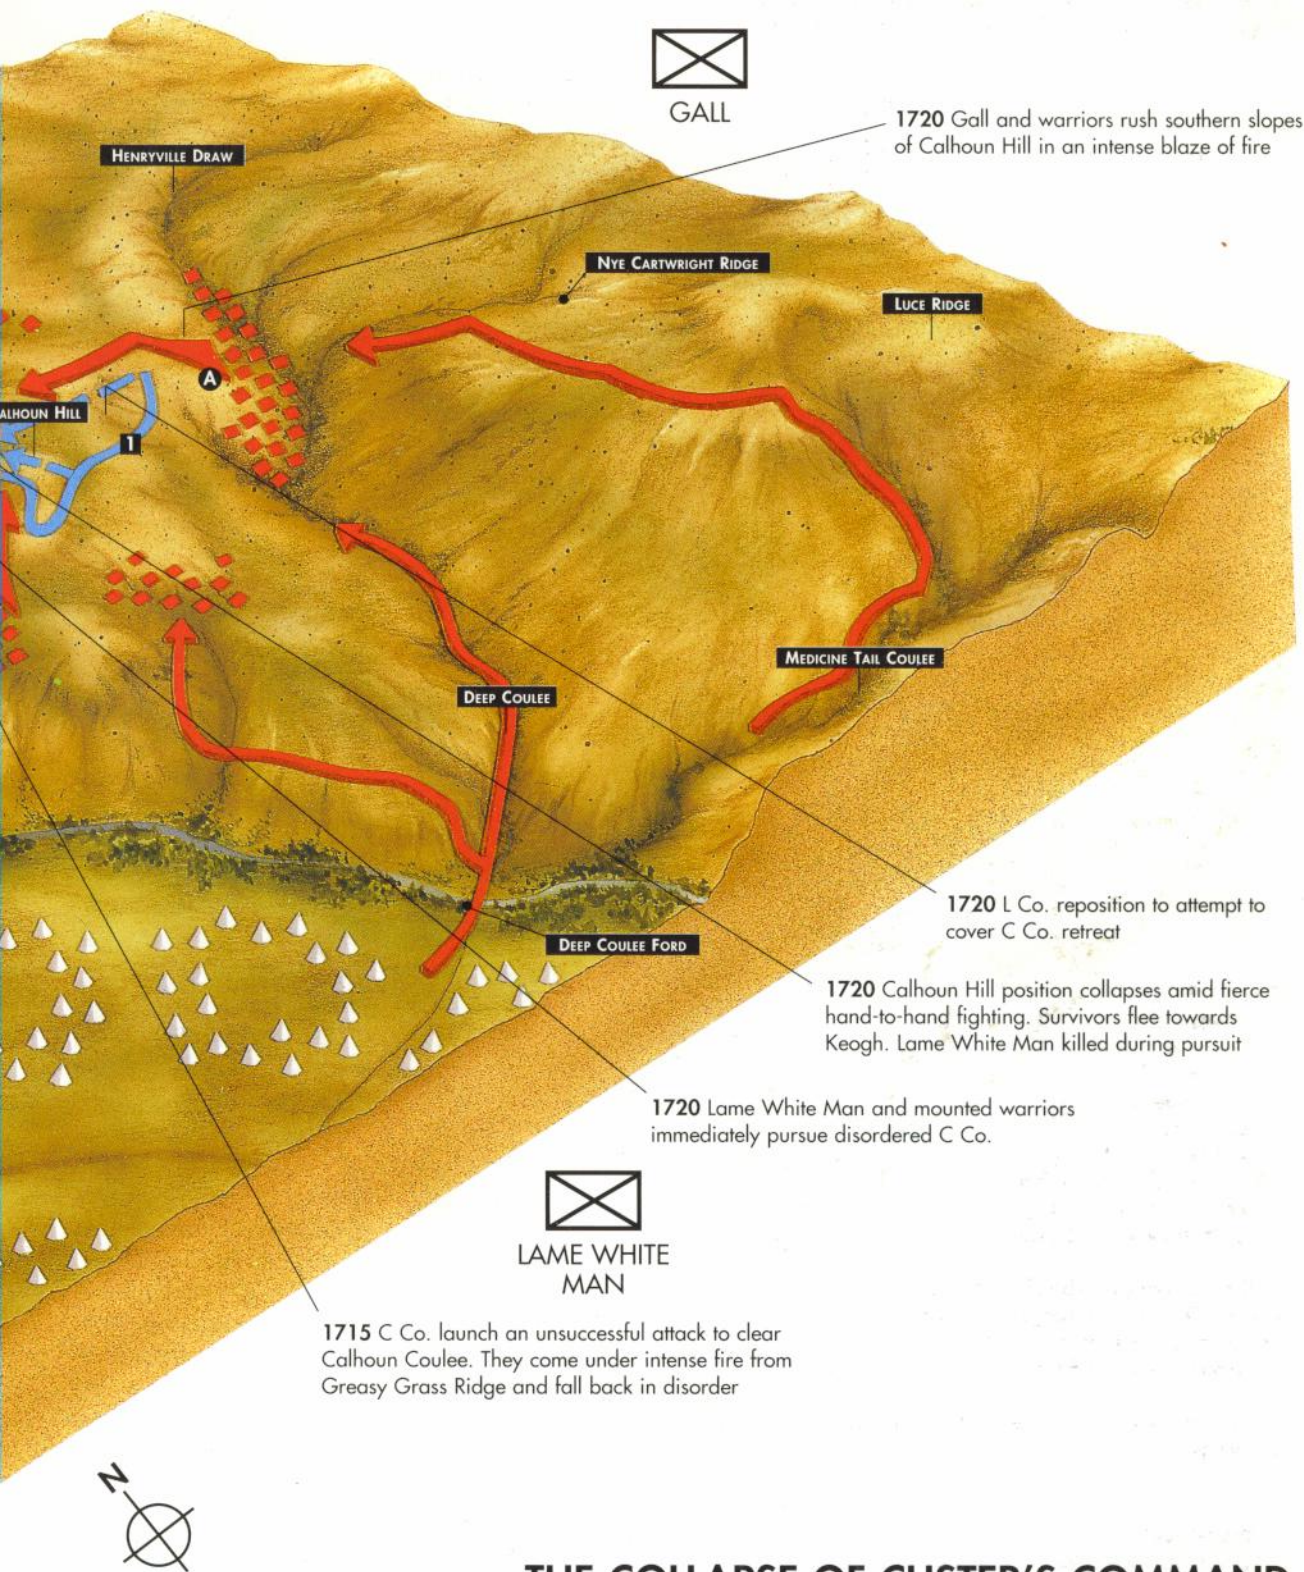 GALL
1720 Gall and warriors rush southern slopes
of Calhoun Hill in an intense blaze of fire
HENRYVILLE DRAW
NYE CARTWRIGHT RIDGE
LUCE RIDGE
A
ALHOUN HILL
1
MEDICINE TAIL COULEE
DEEP COULEE
1720 L Co. reposition to attempt to
cover C Co. retreat
DEEP COULEE FORD
1720 Calhoun Hill position collapses amid fierce
hand-to-hand fighting. Survivors flee towards
Keogh. Lame White Man killed during pursuit
1720 Lame White Man and mounted warriors
immediately pursue disordered C Co.
LAME WHITE
MAN
1715 C Co. launch an unsuccessful attack to clear
Calhoun Coulee. They come under intense fire from
Greasy Grass Ridge and fall back in disorder
N
THE COLLAPSE OF CUSTER'S COMMAND